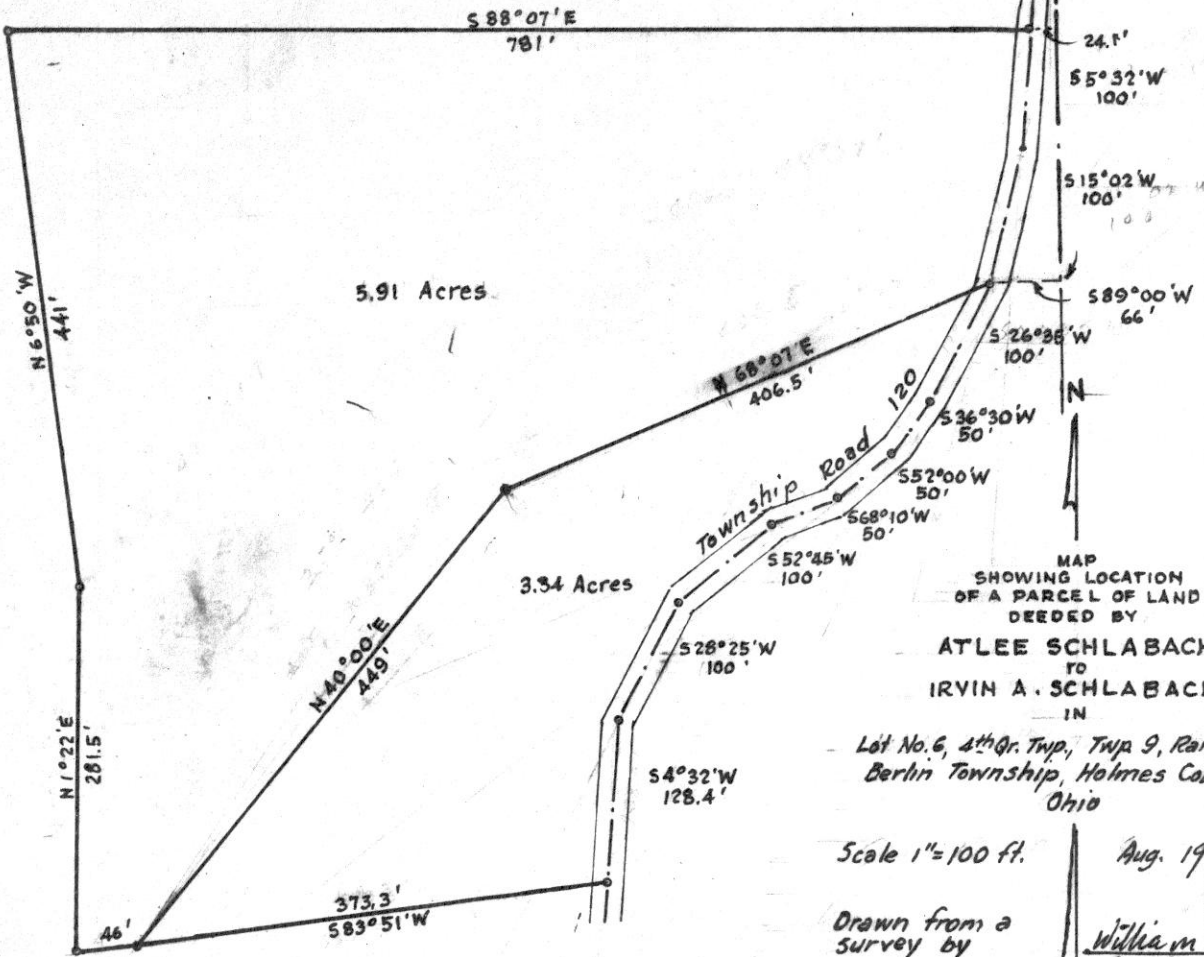 S 88°07'E
781'
24.1'
S 5°32'W
100'
S 15°02'W
100'
N 6°50'W
441'
5.91 Acres
S 89°00'W
66'
N 68°07'E
406.5'
S 26°35'W
100'
N
S 36°30'W
50'
S 52°00'W
50'
S 68°10'W
50'
Township Road 120
S 52°45'W
100'
3.34 Acres
MAP
SHOWING LOCATION
OF A PARCEL OF LAND
DEEDED BY
ATLEE SCHLABACH
TO
IRVIN A. SCHLABACH
IN
Lot No. 6, 4th Qr. Twp., Twp 9, Ran
Berlin Township, Holmes Co
Ohio
N 40°00'E
449'
S 28°25'W
100'
N 1°22'E
281.5'
S 4°32'W
128.4'
Scale 1"=100 ft.
Aug. 19
373.3'
S 83°51'W
46'
Drawn from a
survey by
William